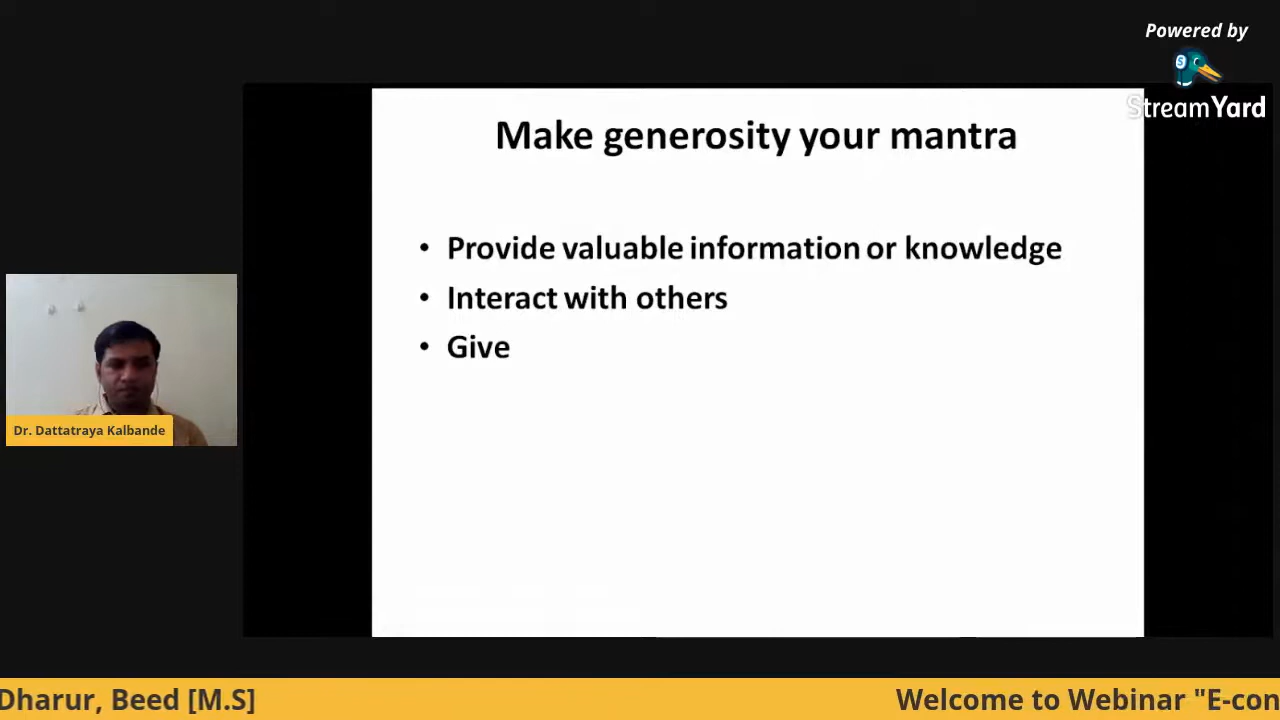 Powered by
StreamYard
Make generosity your mantra
• Provide valuable information or knowledge
• Interact with others
• Give
Dr. Dattatraya Kalbande
Dharur, Beed [M.S]
Welcome to Webinar "E-con